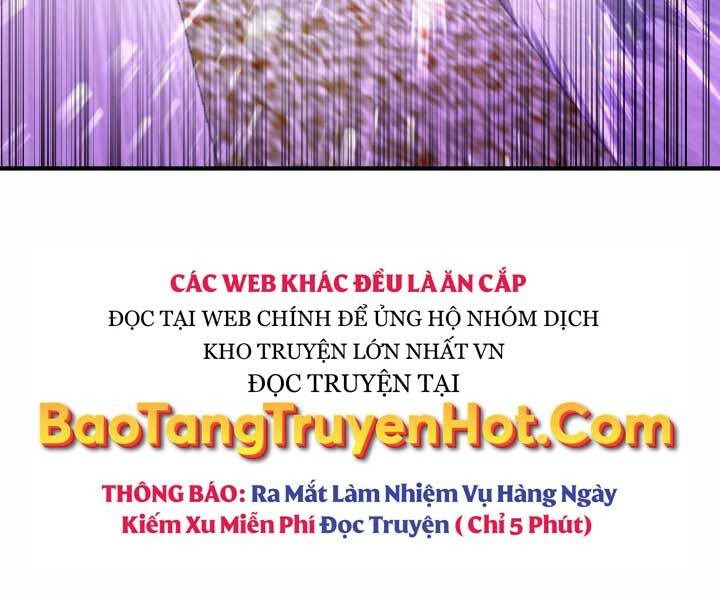 CÁC WEB KHÁC ĐỀU LÀ ĂN CẮP
ĐỌC TẠI WEB CHÍNH ĐỂ ỦNG HỘ NHÓM DỊCH
KHO TRUYỆN LỚN NHẤT VN
ĐỌC TRUYỆN TẠI
BaoTangTruyenHot.Com
THÔNG BÁO: Ra Mắt Làm Nhiệm Vụ Hàng Ngày
Kiếm Xu Miễn Phí Đọc Truyện ( Chỉ 5 Phút)